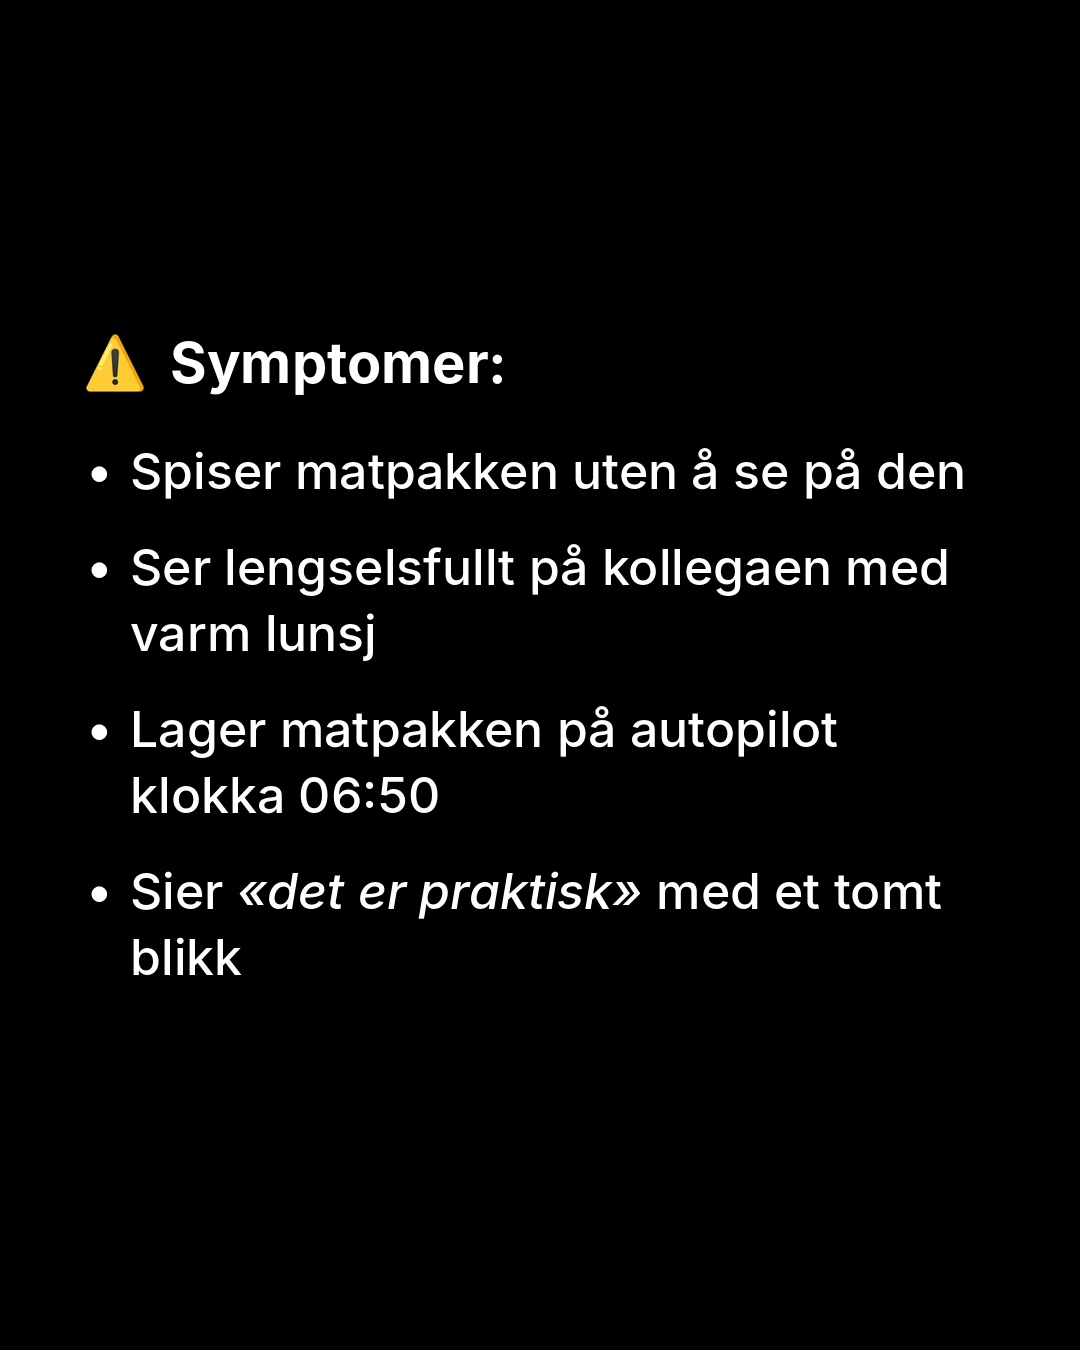 ⚠️ Symptomer:
• Spiser matpakken uten å se på den
• Ser lengselsfullt på kollegaen med
varm lunsj
• Lager matpakken på autopilot
klokka 06:50
• Sier «det er praktisk» med et tomt
blikk